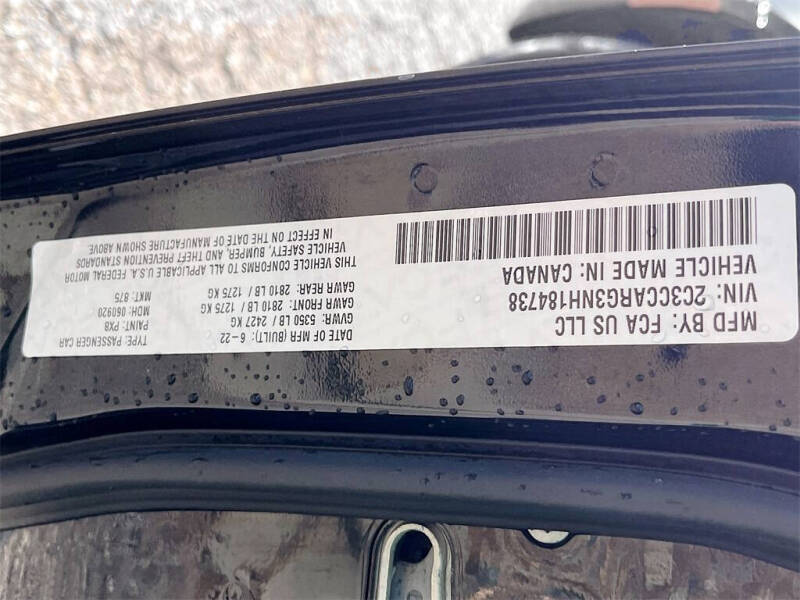 MFD BY: FCA US LLC
VIN: 2C3CCARG3NH184738
VEHICLE MADE IN: CANADA
DATE OF MFR (BUILT): 6-22
GVWR: 5350 LB / 2427 KG
GAWR FRONT: 2810 LB / 1275 KG
GAWR REAR: 2810 LB / 1275 KG
THIS VEHICLE CONFORMS TO ALL APPLICABLE U.S.A. FEDERAL MOTOR
VEHICLE SAFETY, BUMPER, AND THEFT PREVENTION STANDARDS
IN EFFECT ON THE DATE OF MANUFACTURE SHOWN ABOVE.
TYPE: PASSENGER CAR
PAINT: PX8
MDH: 060920
MKT: 875